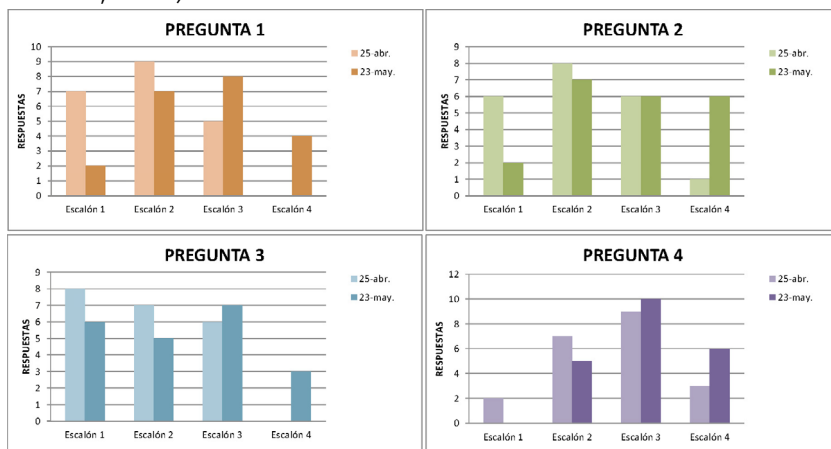 PREGUNTA 1
25-abr.
23-may.
RESPUESTAS
10
9
8
7
6
5
4
3
2
1
0
Escalón 1 Escalón 2 Escalón 3 Escalón 4
PREGUNTA 2
25-abr.
23-may.
RESPUESTAS
9
8
7
6
5
4
3
2
1
0
Escalón 1 Escalón 2 Escalón 3 Escalón 4
PREGUNTA 3
25-abr.
23-may.
RESPUESTAS
9
8
7
6
5
4
3
2
1
0
Escalón 1 Escalón 2 Escalón 3 Escalón 4
PREGUNTA 4
25-abr.
23-may.
RESPUESTAS
12
10
8
6
4
2
0
Escalón 1 Escalón 2 Escalón 3 Escalón 4